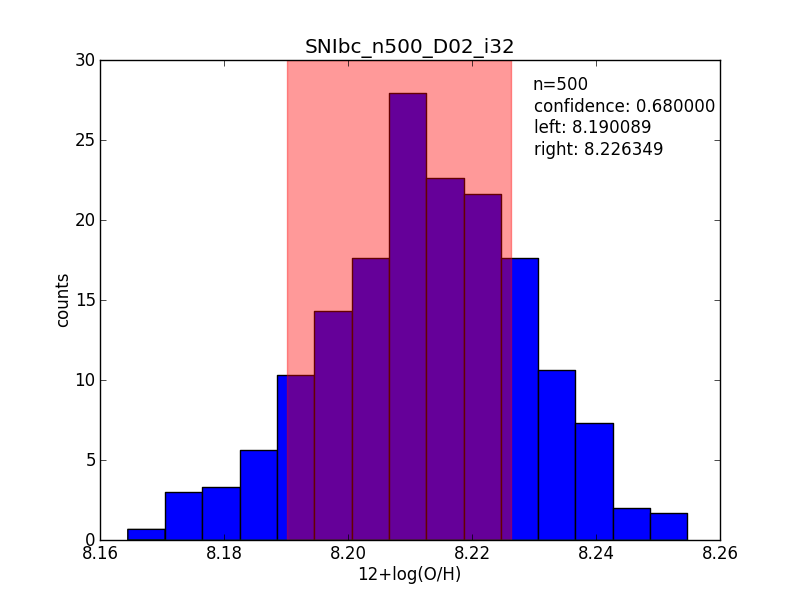 SNIbc_n500_D02_i32
n=500
confidence: 0.680000
left: 8.190089
right: 8.226349
30
25
20
15
10
5
0
counts
8.16 8.18 8.20 8.22 8.24 8.26
12+log(O/H)